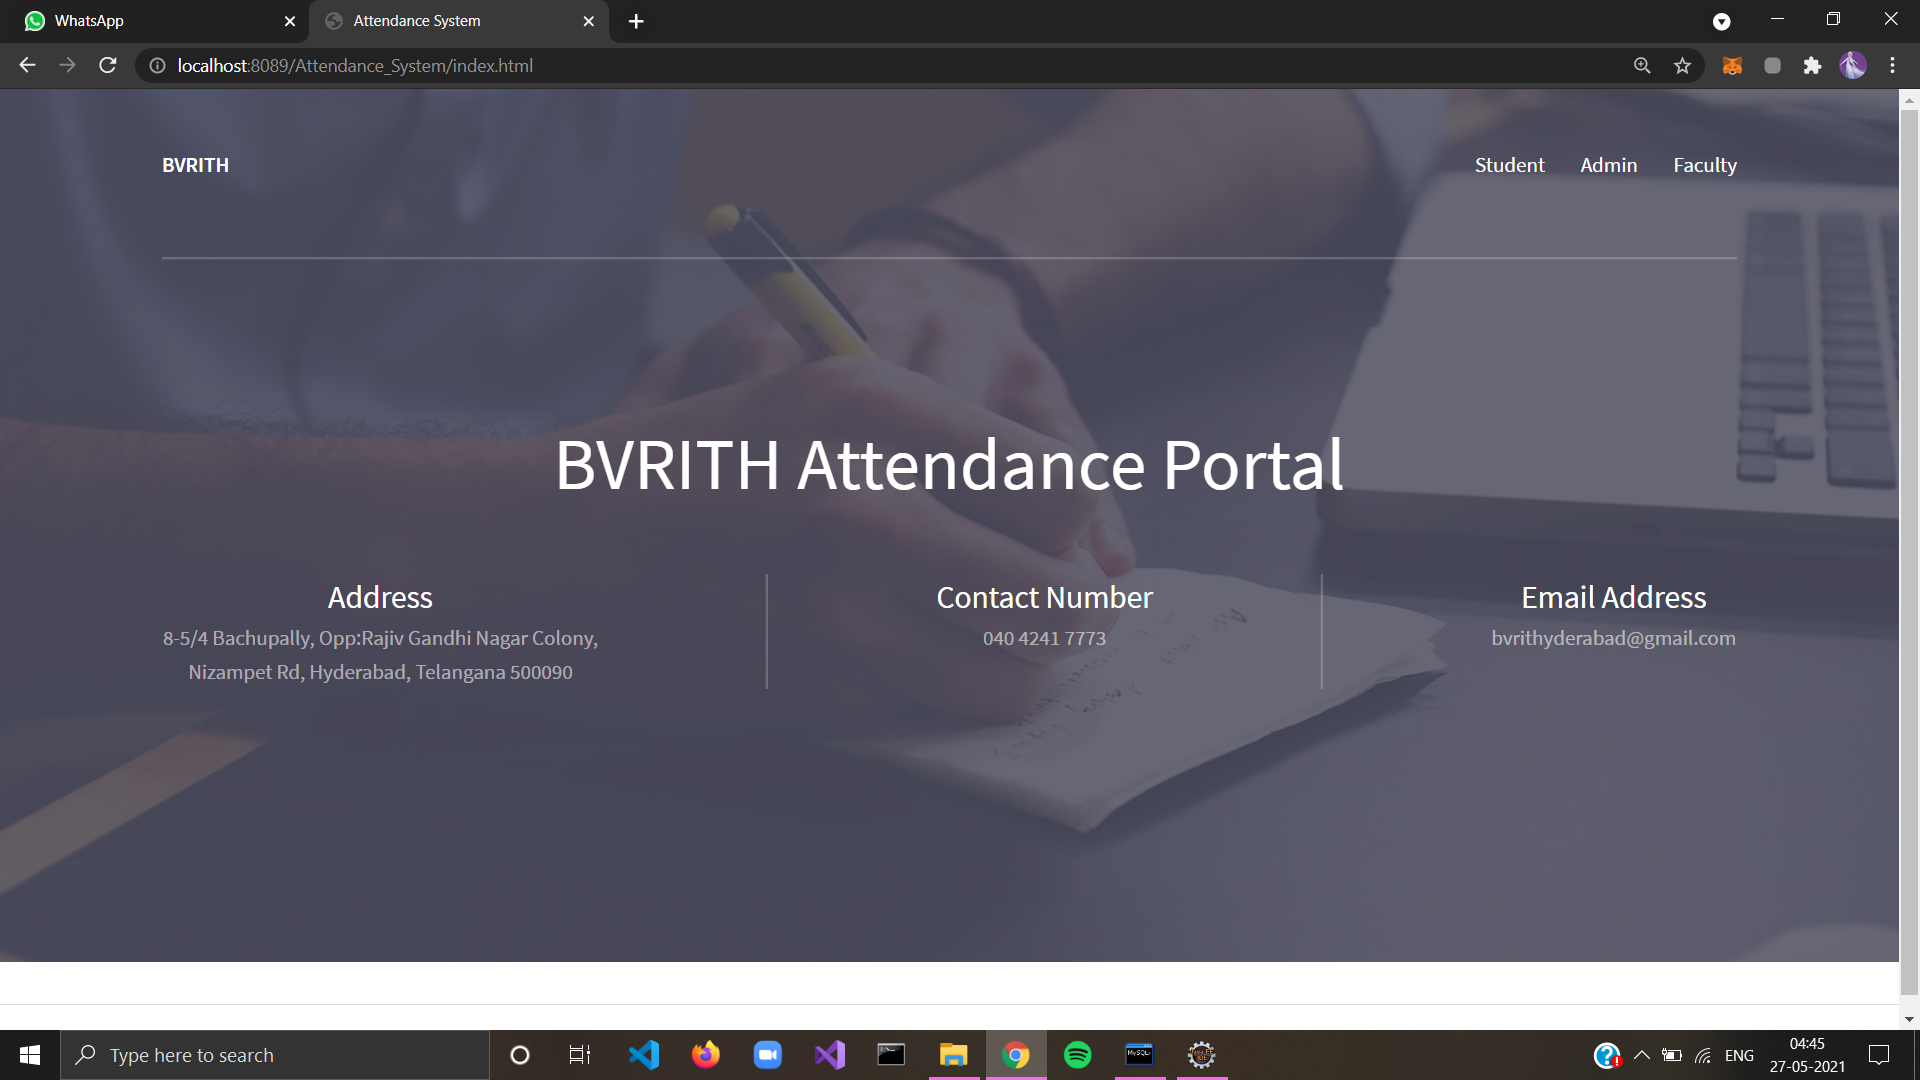 WhatsApp
Attendance System
localhost:8089/Attendance_System/index.html
BVRITH
Student Admin Faculty
BVRITH Attendance Portal
Address
8-5/4 Bachupally, Opp:Rajiv Gandhi Nagar Colony,
Nizampet Rd, Hyderabad, Telangana 500090
Contact Number
040 4241 7773
Email Address
bvrithyderabad@gmail.com
Type here to search
MySQL
ENG
04:45
27-05-2021